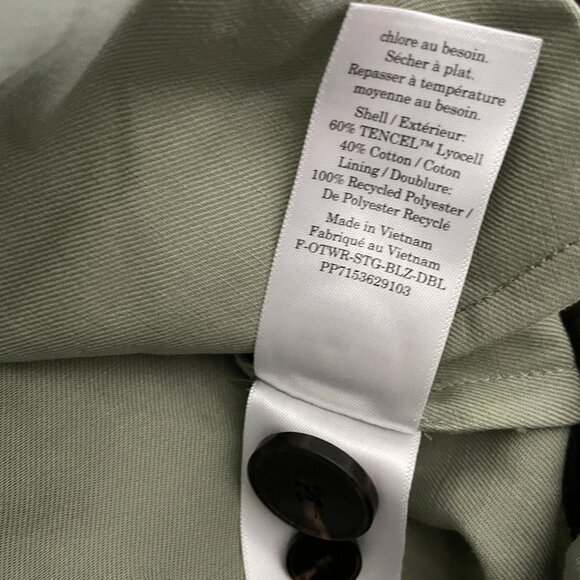 chlore au besoin.
Sécher à plat.
Repasser à température
moyenne au besoin.
Shell / Extérieur:
60% TENCEL™ Lyocell
40% Cotton / Coton
Lining / Doublure:
100% Recycled Polyester /
De Polyester Recyclé
Made in Vietnam
Fabriqué au Vietnam
F-OTWR-STG-BLZ-DBL
PP7153629103